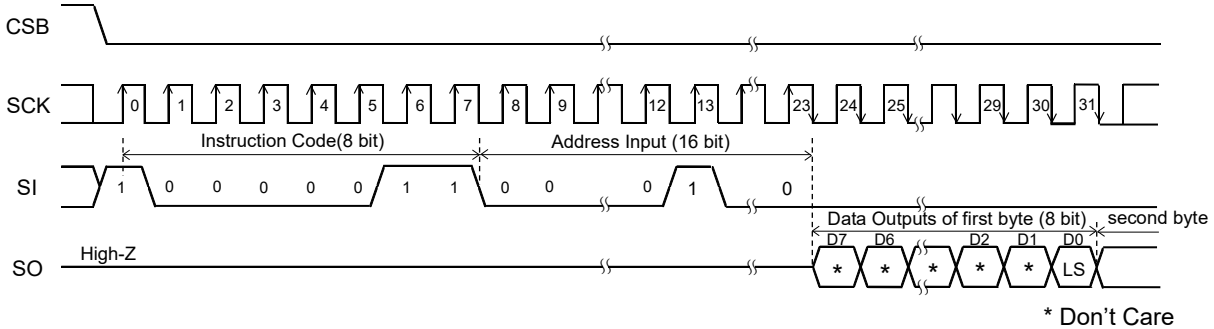 CSB
SCK 0 1 2 3 4 5 6 7 8 9 12 13 23 24 25 29 30 31
Instruction Code(8 bit) Address Input (16 bit)
SI 1 0 0 0 0 0 1 1 0 0 0 1 0
Data Outputs of first byte (8 bit) second byte
High-Z D7 D6 D2 D1 D0
SO * * * * * LS
* Don't Care